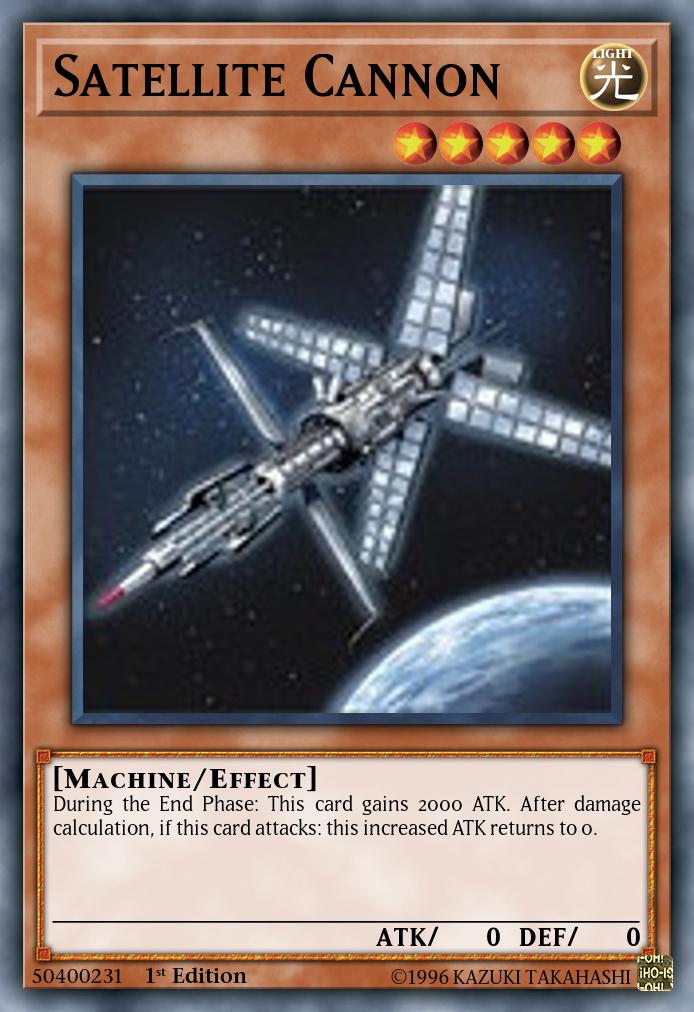 SATELLITE CANNON
LIGHT
光
[MACHINE/EFFECT]
During the End Phase: This card gains 2000 ATK. After damage
calculation, if this card attacks: this increased ATK returns to 0.
ATK/ 0 DEF/ 0
50400231 1st Edition ©1996 KAZUKI TAKAHASHI